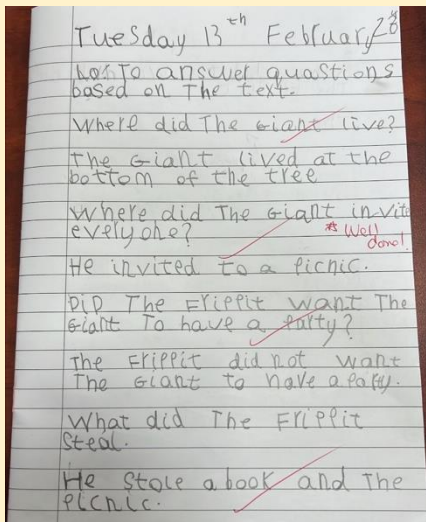 Tuesday 13th February
LO: To answer quastions
based on The text.
Where did The Giant live?
The Giant lived at the
bottom of the tree
Where did The Giant invite
everyone?
* Well
done!
He invited to a picnic.
DiD The Frippit want The
Giant To have a party?
The Frippit did not want
The Giant to have a party.
What did The Frippit
Steal.
He Stole a book and The
picnic.